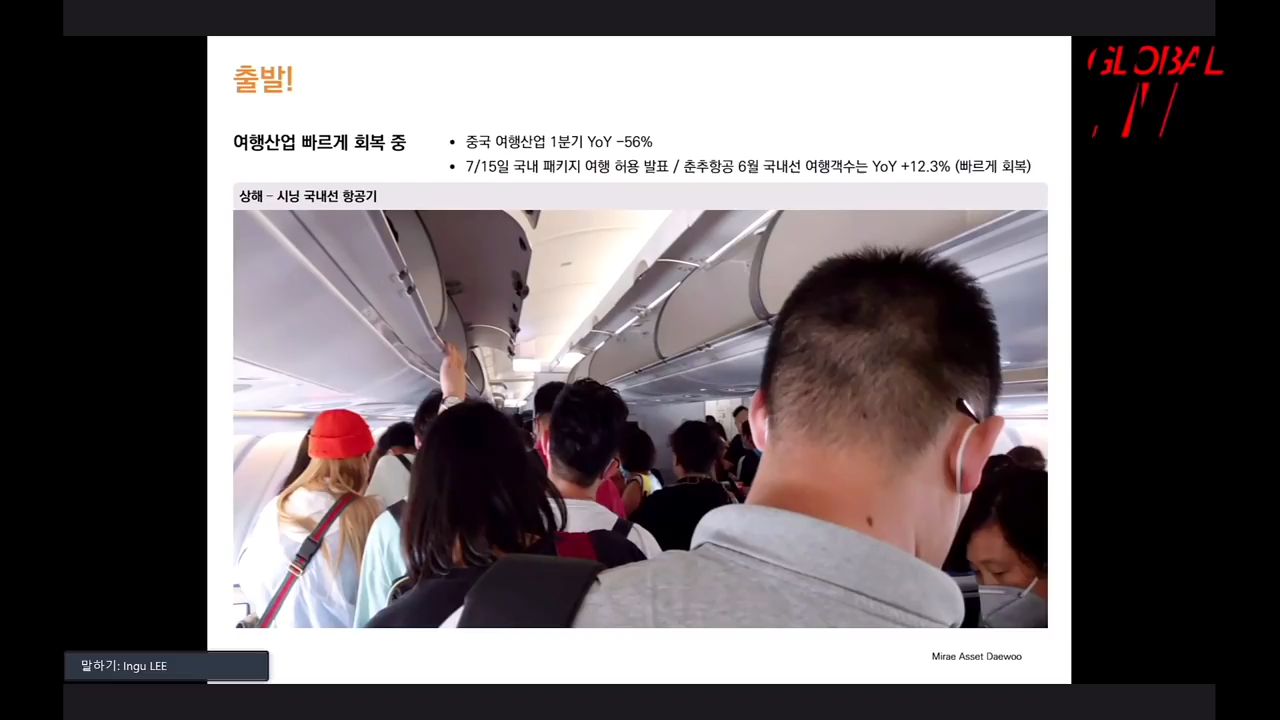 출발!
GLOBAL
여행산업 빠르게 회복 중
• 중국 여행산업 1분기 YoY –56%
• 7/15일 국내 패키지 여행 허용 발표 / 춘추항공 6월 국내선 여행객수는 YoY +12.3% (빠르게 회복)
상해 – 시닝 국내선 항공기
Mirae Asset Daewoo
말하기: Ingu LEE